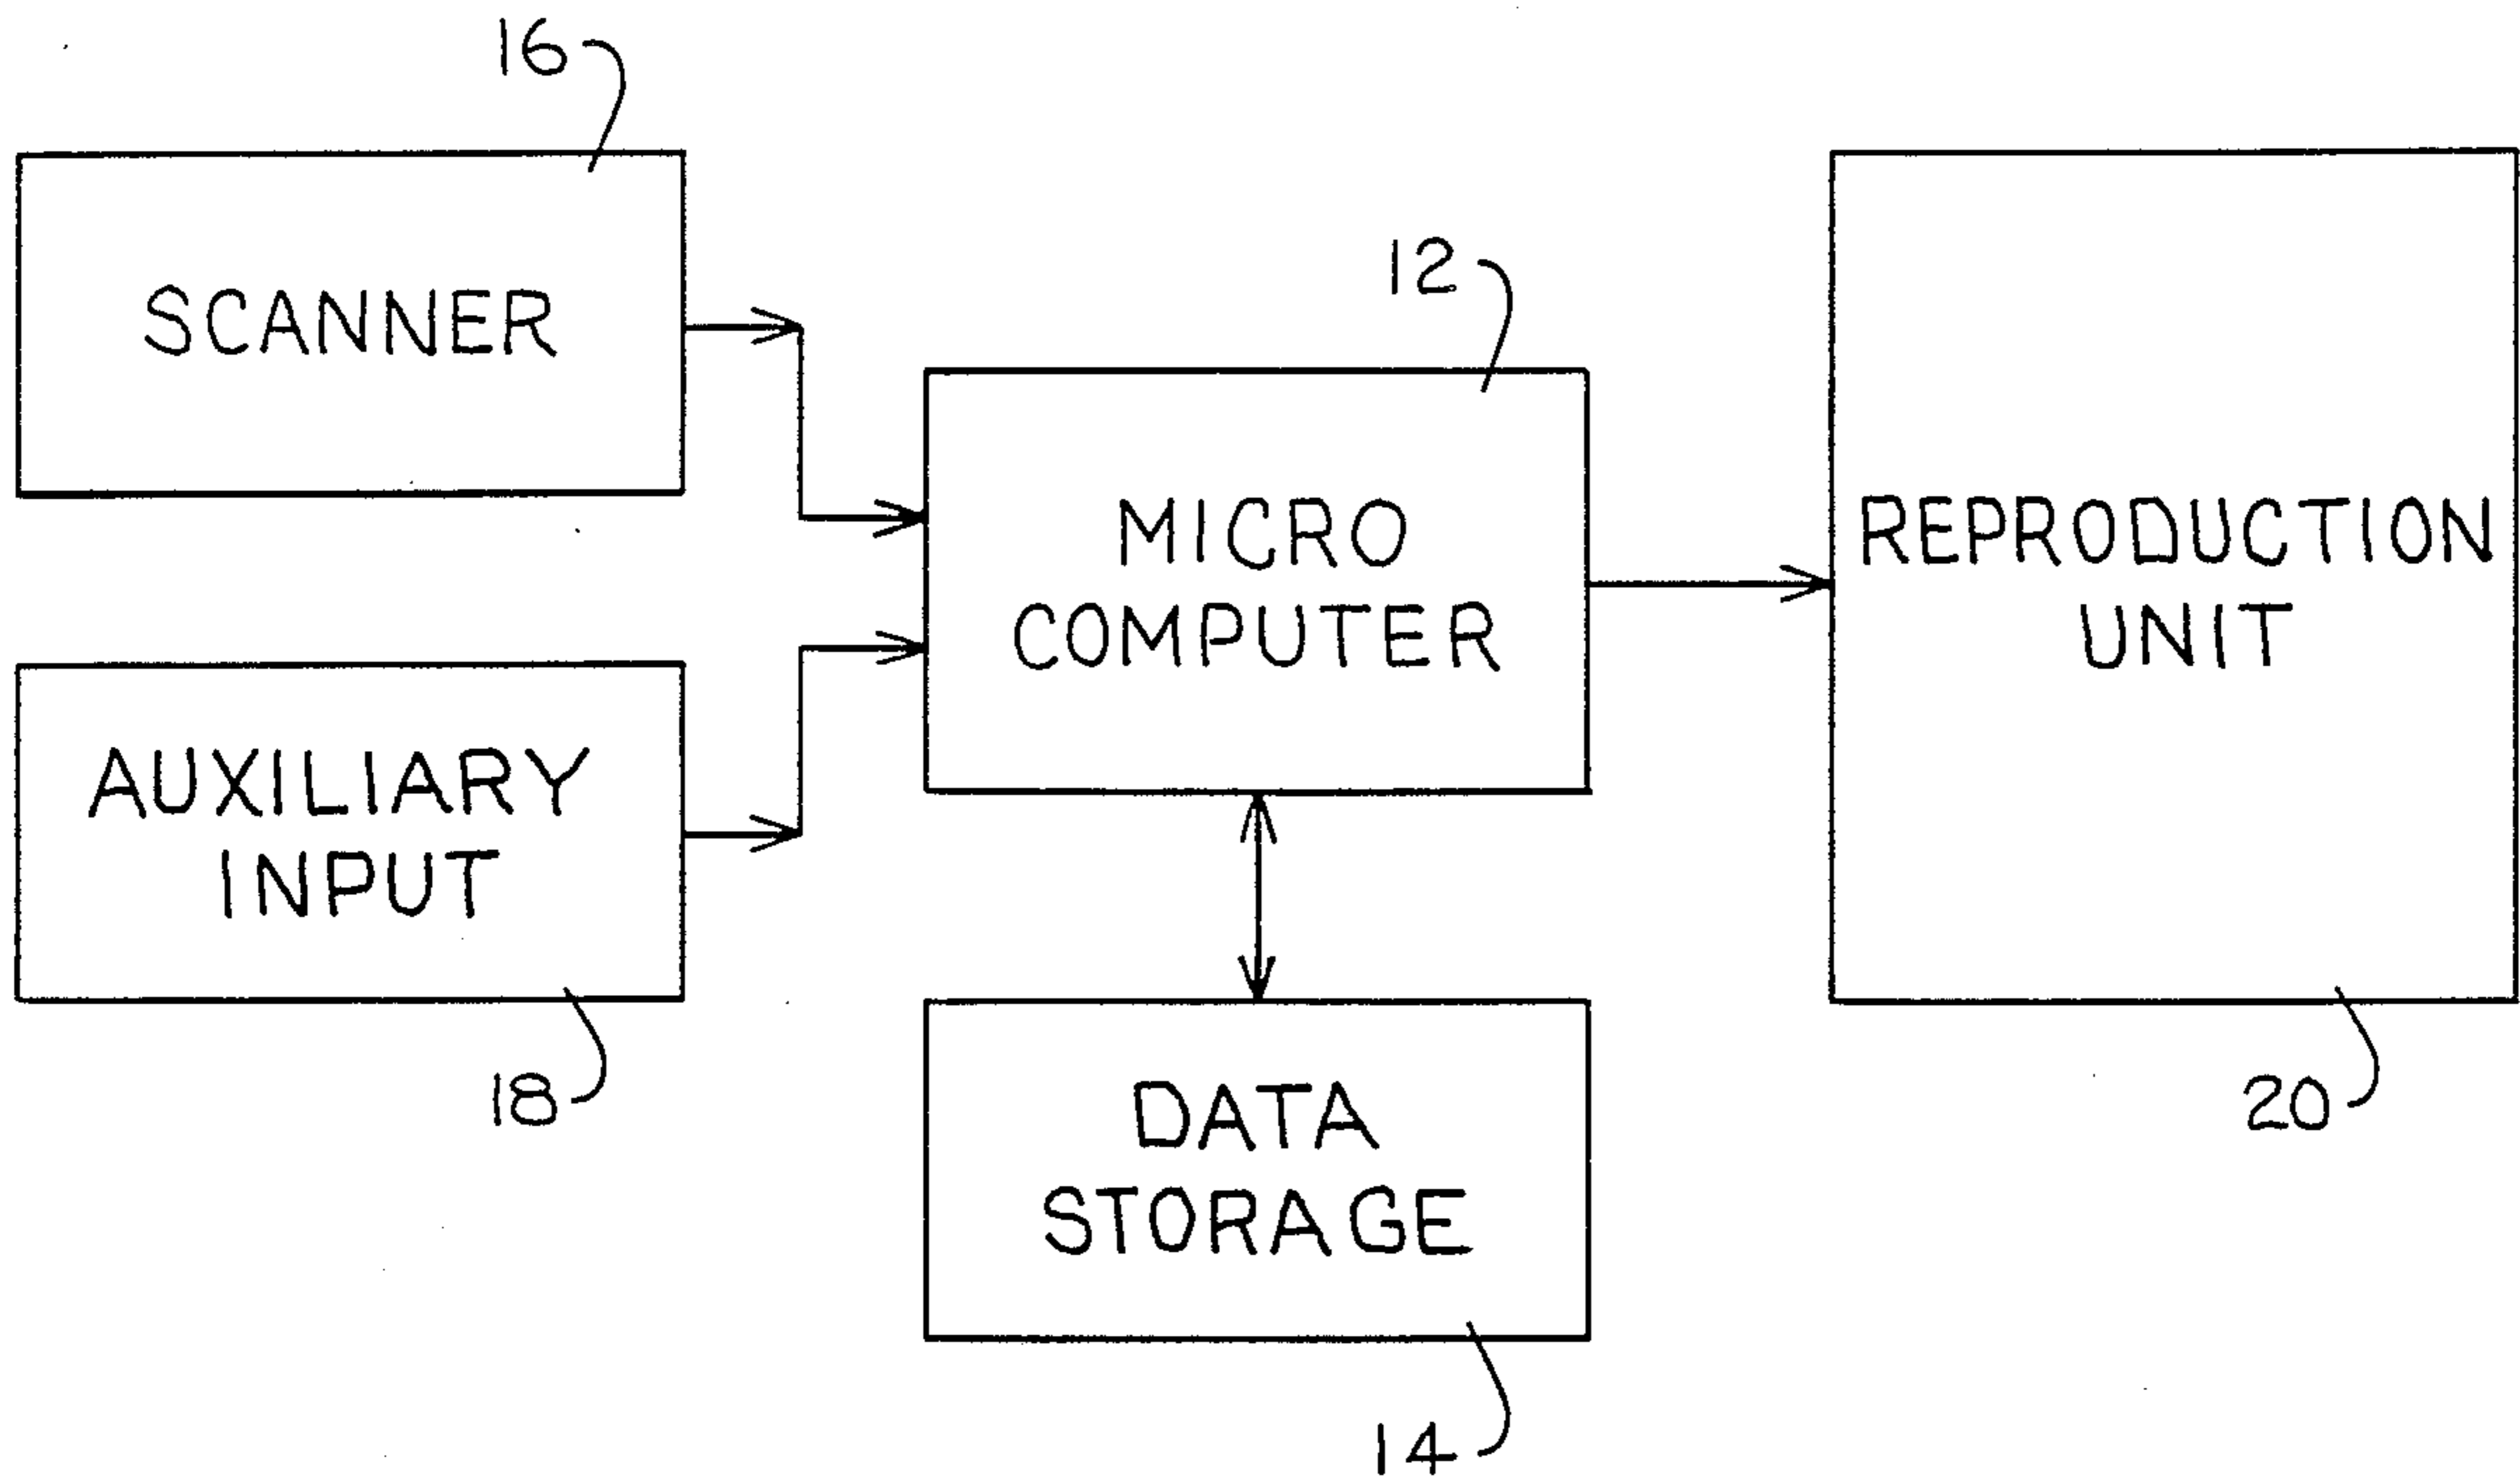 16
SCANNER
12
MICRO
COMPUTER
REPRODUCTION
UNIT
AUXILIARY
INPUT
18
DATA
STORAGE
20
14